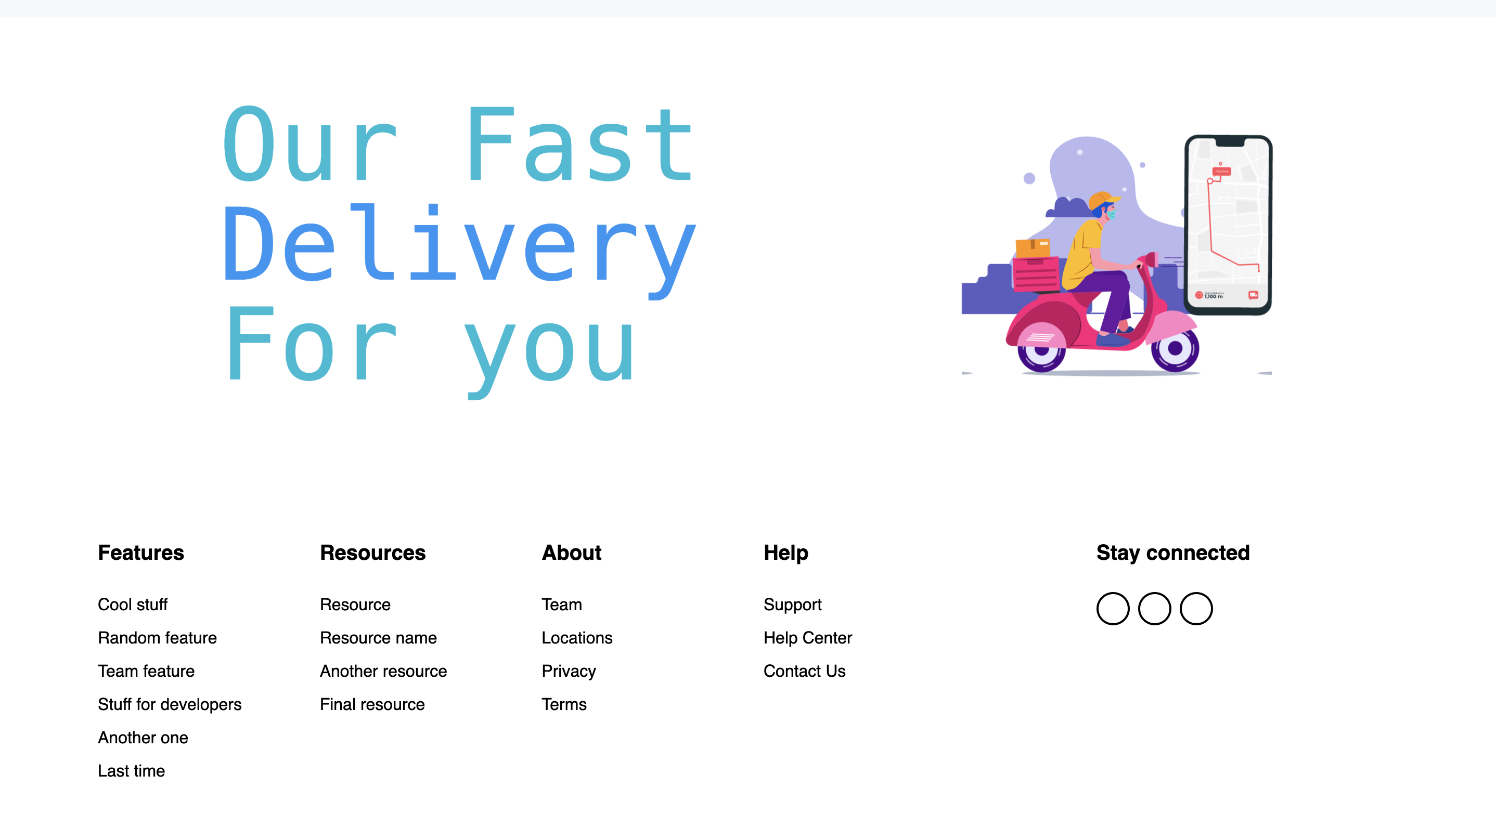 Our Fast
Delivery
For you
1,100 m
Features
Cool stuff
Random feature
Team feature
Stuff for developers
Another one
Last time
Resources
Resource
Resource name
Another resource
Final resource
About
Team
Locations
Privacy
Terms
Help
Support
Help Center
Contact Us
Stay connected